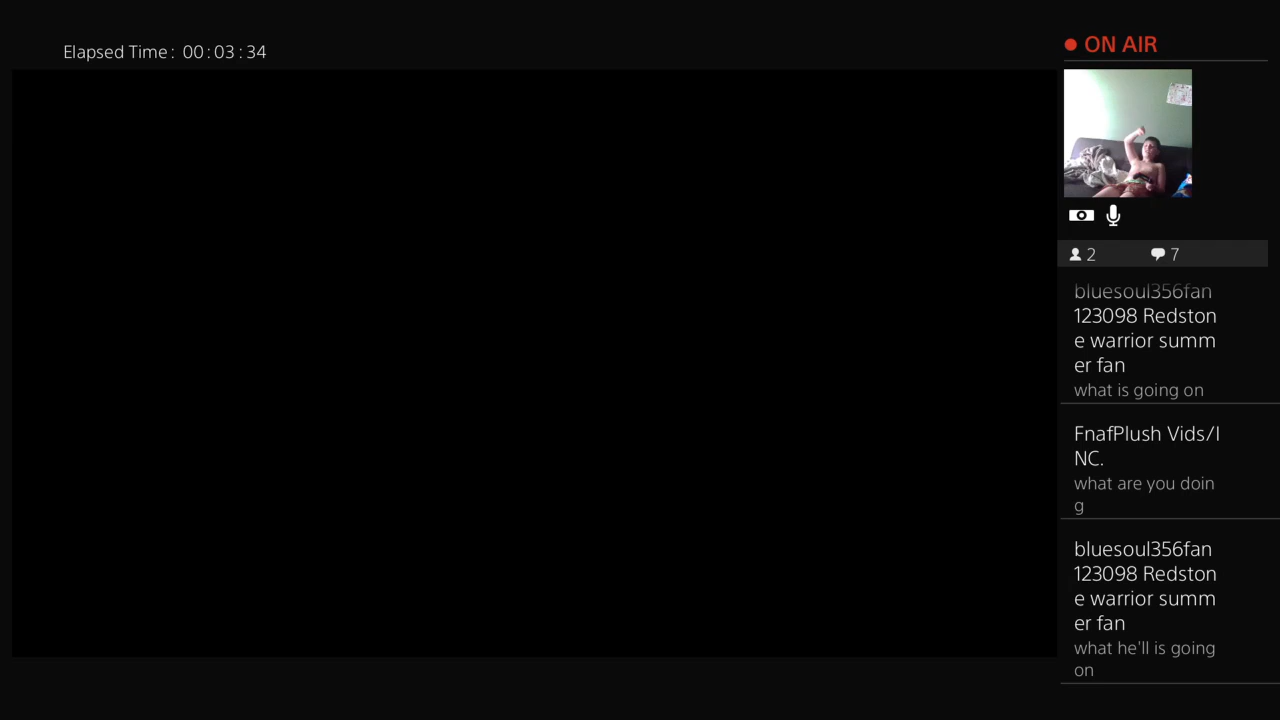 Elapsed Time: 00:03:34
ON AIR
2
7
bluesoul356fan
123098 Redston
e warrior summ
er fan
what is going on
FnafPlush Vids/I
NC.
what are you doin
g
bluesoul356fan
123098 Redston
e warrior summ
er fan
what he'll is going
on